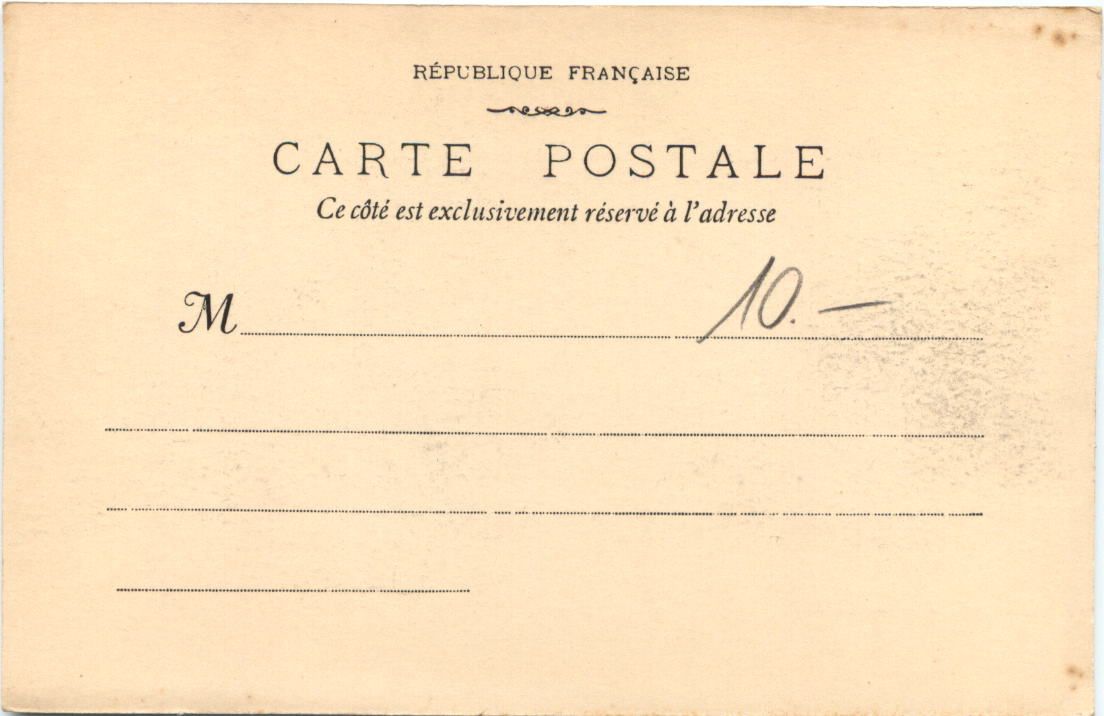 RÉPUBLIQUE FRANÇAISE
CARTE POSTALE
Ce côté est exclusivement réservé à l'adresse
M
10.—